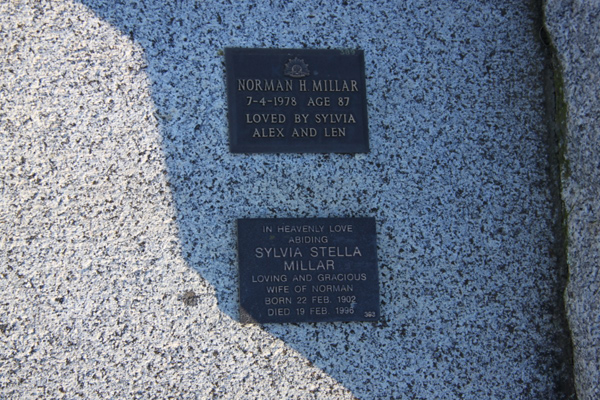 NORMAN H MILLAR
7-4-1978 AGE 87
LOVED BY SYLVIA
ALEX AND LEN
IN HEAVENLY LOVE
ABIDING
SYLVIA STELLA
MILLAR
LOVING AND GRACIOUS
WIFE OF NORMAN
BORN 22 FEB. 1902
DIED 19 FEB. 1996